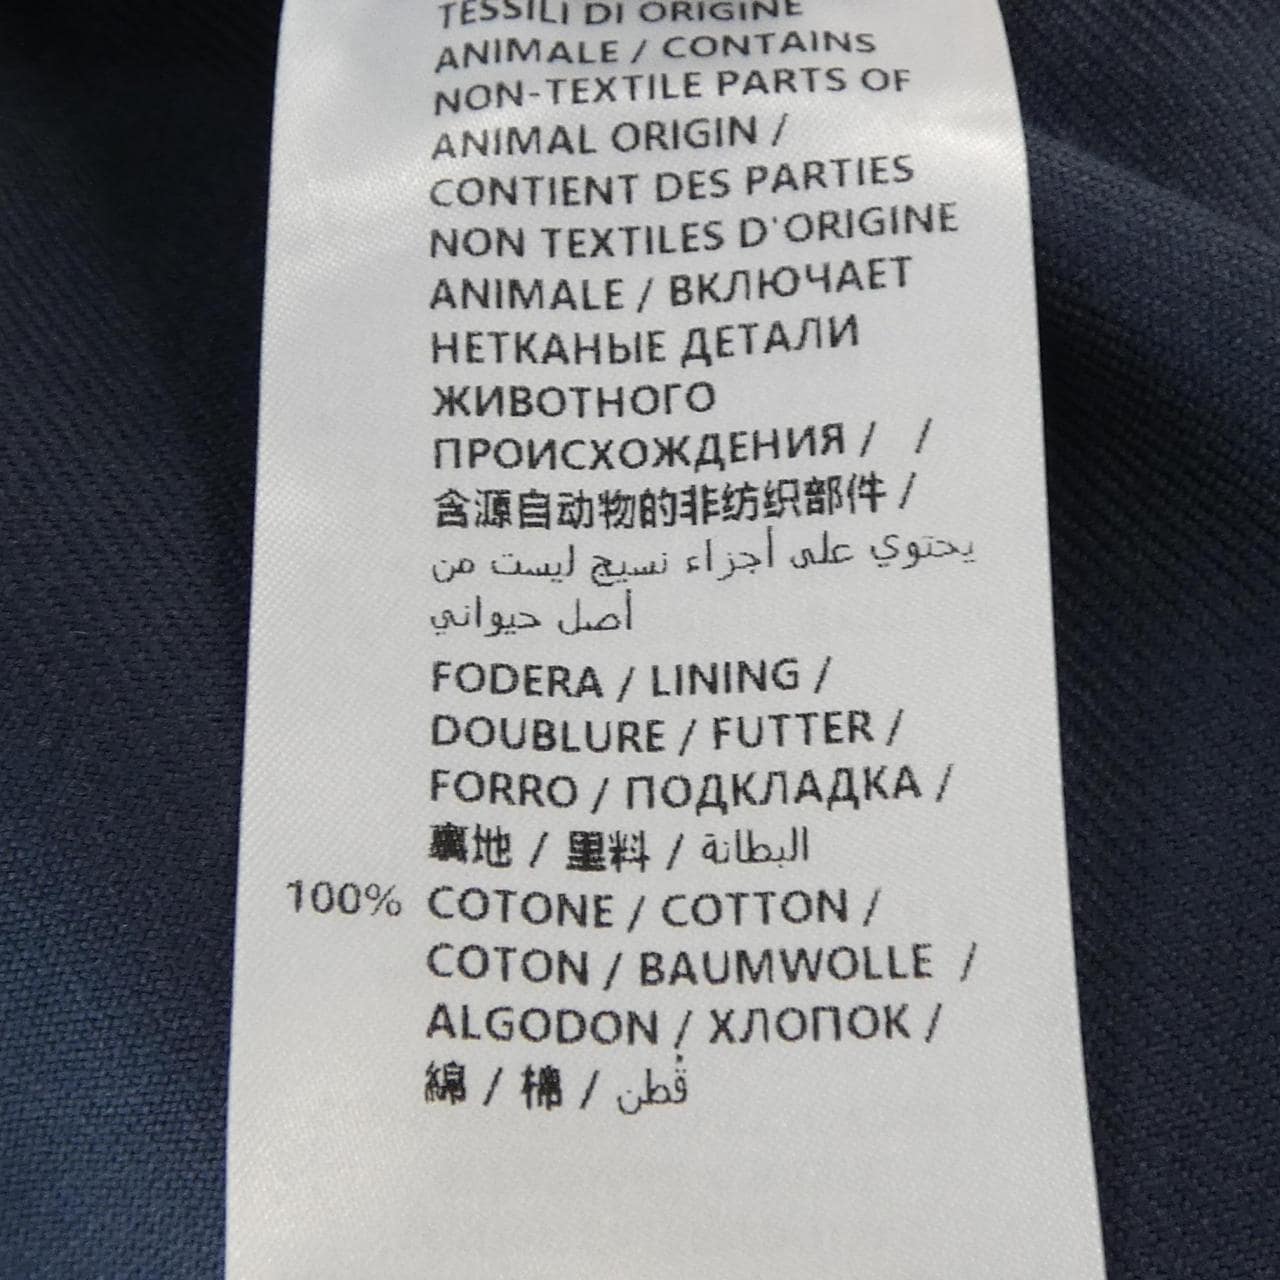 TESSILI DI ORIGINE
ANIMALE / CONTAINS
NON-TEXTILE PARTS OF
ANIMAL ORIGIN /
CONTIENT DES PARTIES
NON TEXTILES D'ORIGINE
ANIMALE / ВКЛЮЧАЕТ
НЕТКАНЫЕ ДЕТАЛИ
ЖИВОТНОГО
ПРОИСХОЖДЕНИЯ / /
含源自动物的非纺织部件 /
يحتوي على أجزاء نسيج ليست من
أصل حيواني
FODERA / LINING /
DOUBLURE / FUTTER /
FORRO / ПОДКЛАДКА /
裏地 / 里料 / البطانة
100% COTONE / COTTON /
COTON / BAUMWOLLE /
ALGODON / ХЛОПОК /
綿 / 棉 / قُطن